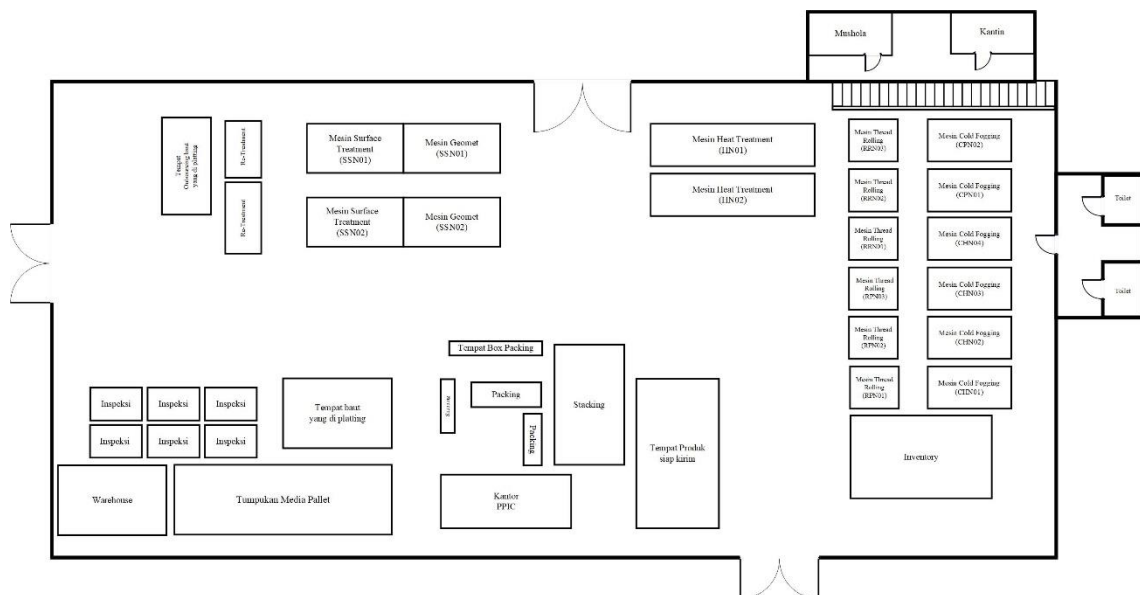 Mushola
Kantin
Tempat
Outsourcing baut
yang di platting
Re-Treatment
Re-Treatment
Mesin Surface
Treatment
(SSN01)
Mesin Geomet
(SSN01)
Mesin Surface
Treatment
(SSN02)
Mesin Geomet
(SSN02)
Mesin Heat Treatment
(HN01)
Mesin Heat Treatment
(HN02)
Mesin Thread
Rolling
(RRN03)
Mesin Cold Fogging
(CPN02)
Mesin Thread
Rolling
(RRN02)
Mesin Cold Fogging
(CPN01)
Mesin Thread
Rolling
(RRN01)
Mesin Cold Fogging
(CHN04)
Mesin Thread
Rolling
(RPN03)
Mesin Cold Fogging
(CHN03)
Mesin Thread
Rolling
(RPN02)
Mesin Cold Fogging
(CHN02)
Mesin Thread
Rolling
(RPN01)
Mesin Cold Fogging
(CHN01)
Toilet
Toilet
Tempat Box Packing
Packing
Packing
Stacking
Tempat Produk
siap kirim
Inspeksi
Inspeksi
Inspeksi
Inspeksi
Inspeksi
Inspeksi
Tempat baut
yang di platting
Warehouse
Tumpukan Media Pallet
Kantor
PPIC
Inventory